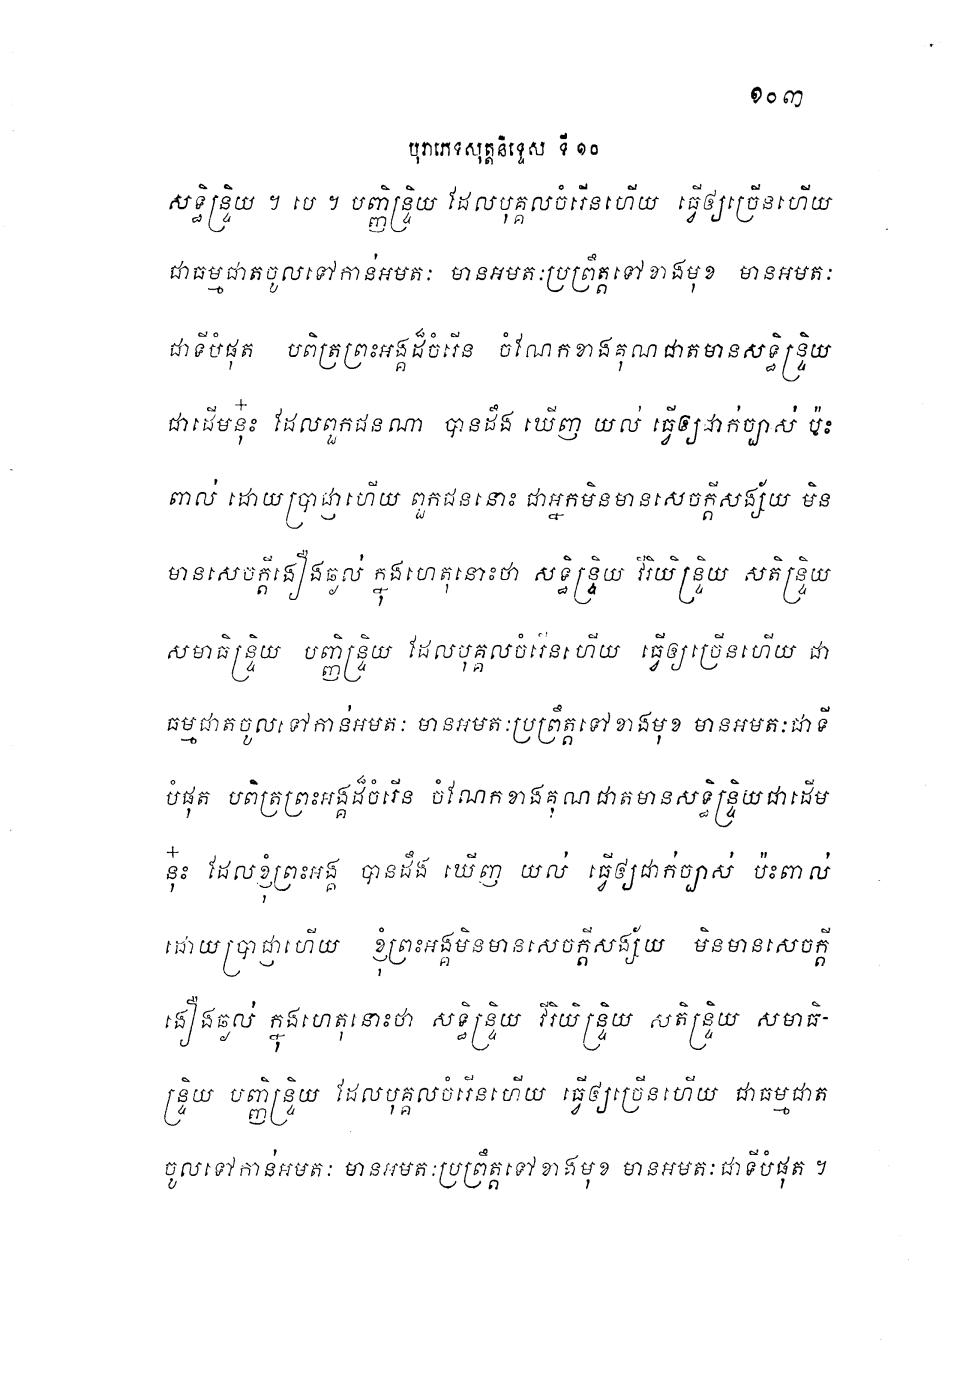 ១០៣
បុរាភេទសុត្តនិទ្ទេស ទី ១០
សទ្ធិន្ទ្រិយ ។ បេ ។ បញ្ញិន្ទ្រិយ ដែលបុគ្គលចំរើនហើយ ធ្វើឲ្យច្រើនហើយ
ជាធម្មជាតចូលទៅកាន់អមតៈ មានអមតៈប្រព្រឹត្តទៅខាងមុខ មានអមតៈ
ជាទីបំផុត បពិត្រព្រះអង្គដ៏ចំរើន ចំណែកខាងគុណជាតមានសទ្ធិន្ទ្រិយ
ជាដើមនុ៎ះ ដែលពួកជនណា បានដឹង ឃើញ យល់ ធ្វើឲ្យជាក់ច្បាស់ ប៉ះ
ពាល់ ដោយប្រាជ្ញាហើយ ពួកជននោះ ជាអ្នកមិនមានសេចក្តីសង្ស័យ មិន
មានសេចក្តីងឿងឆ្ងល់ ក្នុងហេតុនោះថា សទ្ធិន្ទ្រិយ វីរិយិន្ទ្រិយ សតិន្ទ្រិយ
សមាធិន្ទ្រិយ បញ្ញិន្ទ្រិយ ដែលបុគ្គលចំរើនហើយ ធ្វើឲ្យច្រើនហើយ ជា
ធម្មជាតចូលទៅកាន់អមតៈ មានអមតៈប្រព្រឹត្តទៅខាងមុខ មានអមតៈជាទី
បំផុត បពិត្រព្រះអង្គដ៏ចំរើន ចំណែកខាងគុណជាតមានសទ្ធិន្ទ្រិយជាដើម
នុ៎ះ ដែលខ្ញុំព្រះអង្គ បានដឹង ឃើញ យល់ ធ្វើឲ្យជាក់ច្បាស់ ប៉ះពាល់
ដោយប្រាជ្ញាហើយ ខ្ញុំព្រះអង្គមិនមានសេចក្តីសង្ស័យ មិនមានសេចក្តី
ងឿងឆ្ងល់ ក្នុងហេតុនោះថា សទ្ធិន្ទ្រិយ វីរិយិន្ទ្រិយ សតិន្ទ្រិយ សមាធិ-
ន្ទ្រិយ បញ្ញិន្ទ្រិយ ដែលបុគ្គលចំរើនហើយ ធ្វើឲ្យច្រើនហើយ ជាធម្មជាត
ចូលទៅកាន់អមតៈ មានអមតៈប្រព្រឹត្តទៅខាងមុខ មានអមតៈជាទីបំផុត ។